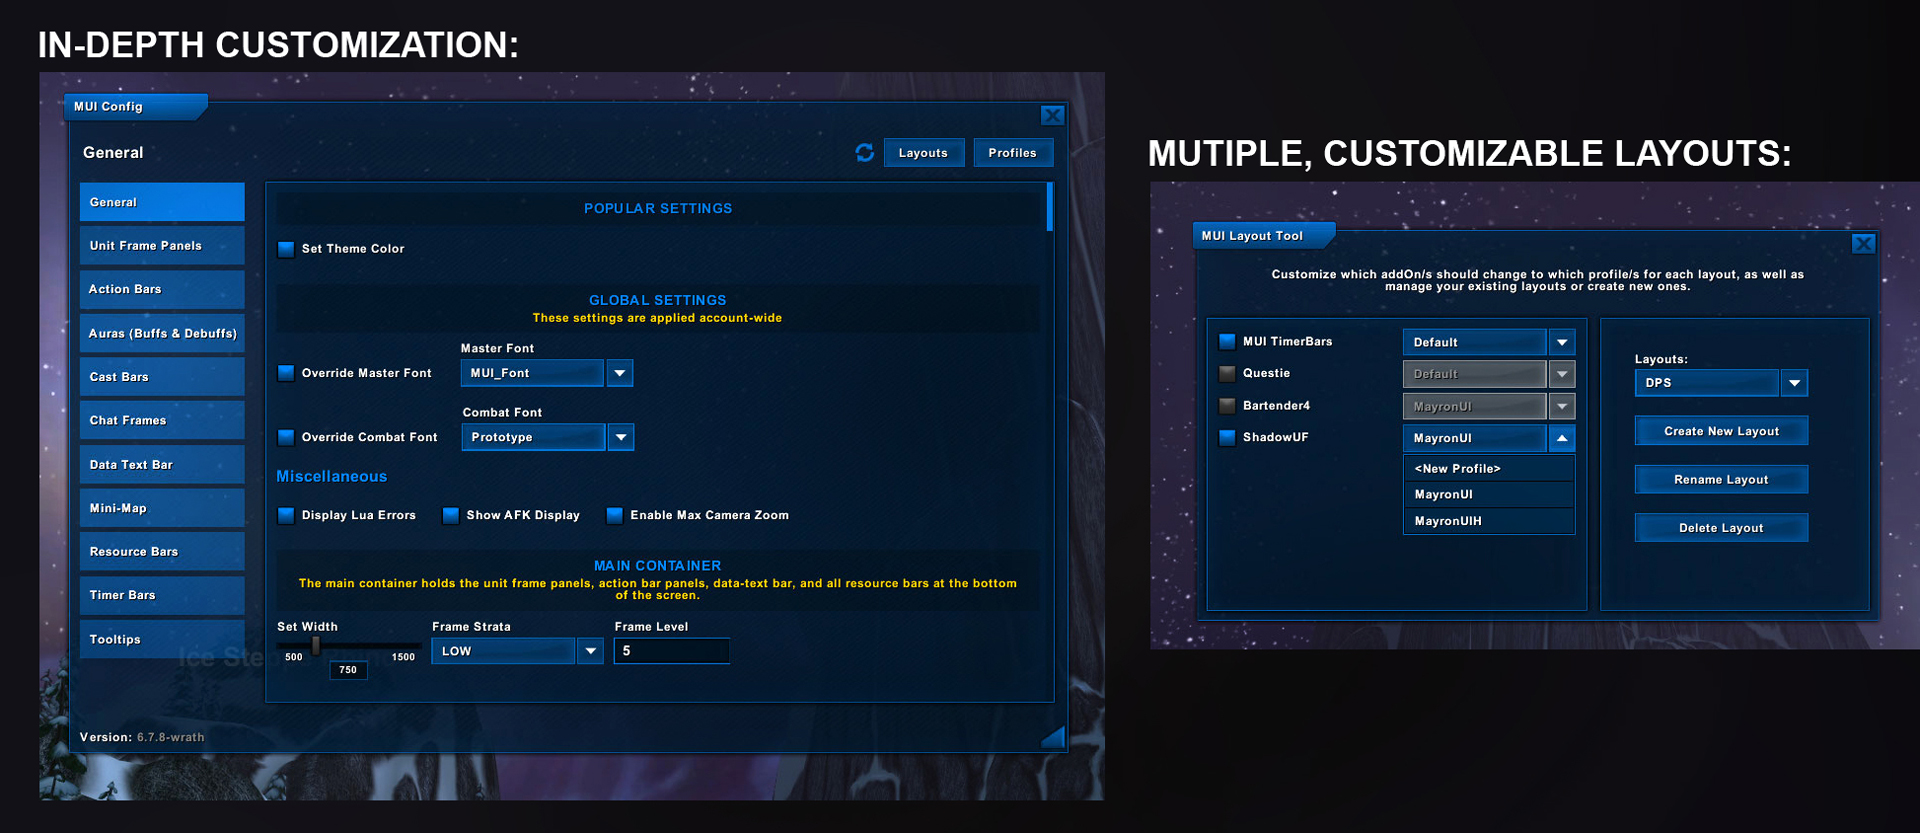 IN-DEPTH CUSTOMIZATION:
MUI Config
General
Layouts
Profiles
General
Unit Frame Panels
Action Bars
Auras (Buffs & Debuffs)
Cast Bars
Chat Frames
Data Text Bar
Mini-Map
Resource Bars
Timer Bars
Tooltips
POPULAR SETTINGS
Set Theme Color
GLOBAL SETTINGS
These settings are applied account-wide
Master Font
Override Master Font
MUI_Font
Combat Font
Override Combat Font
Prototype
Miscellaneous
Display Lua Errors
Show AFK Display
Enable Max Camera Zoom
MAIN CONTAINER
The main container holds the unit frame panels, action bar panels, data-text bar, and all resource bars at the bottom
of the screen.
Set Width
500
1500
750
Frame Strata
LOW
Frame Level
5
Ice
Version: 6.7.8-wrath
MUTIPLE, CUSTOMIZABLE LAYOUTS:
MUI Layout Tool
Customize which addOn/s should change to which profile/s for each layout, as well as
manage your existing layouts or create new ones.
MUI TimerBars
Default
Questie
Default
Bartender4
MayronUI
ShadowUF
MayronUI
<New Profile>
MayronUI
MayronUIH
Layouts:
DPS
Create New Layout
Rename Layout
Delete Layout